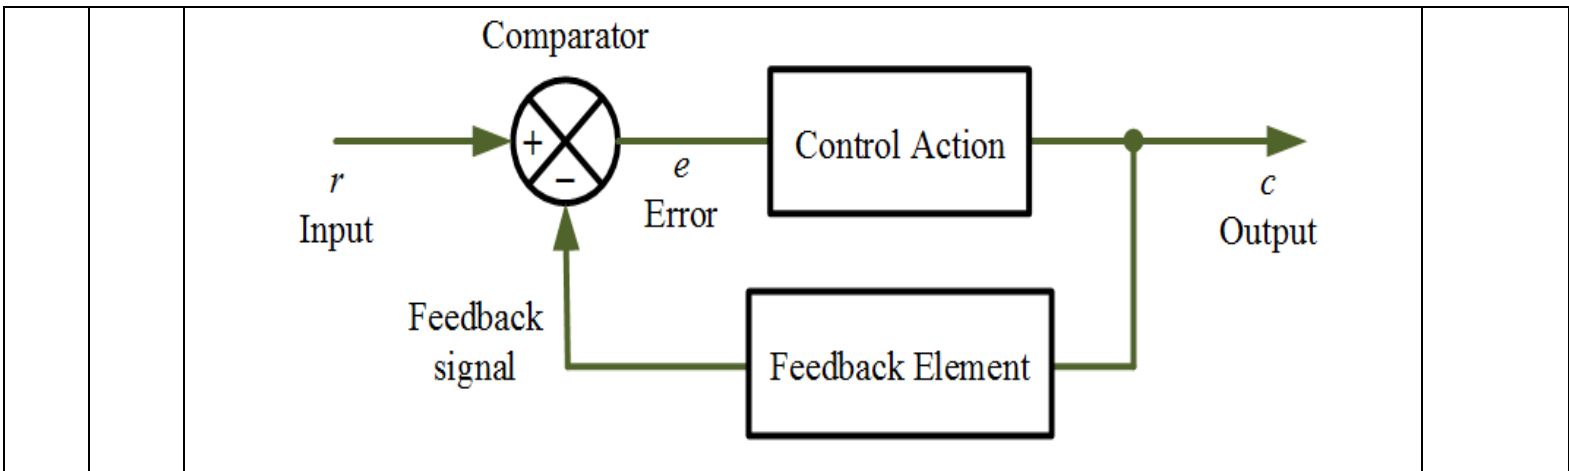 Comparator
+
−
Control Action
r
Input
e
Error
c
Output
Feedback
signal
Feedback Element